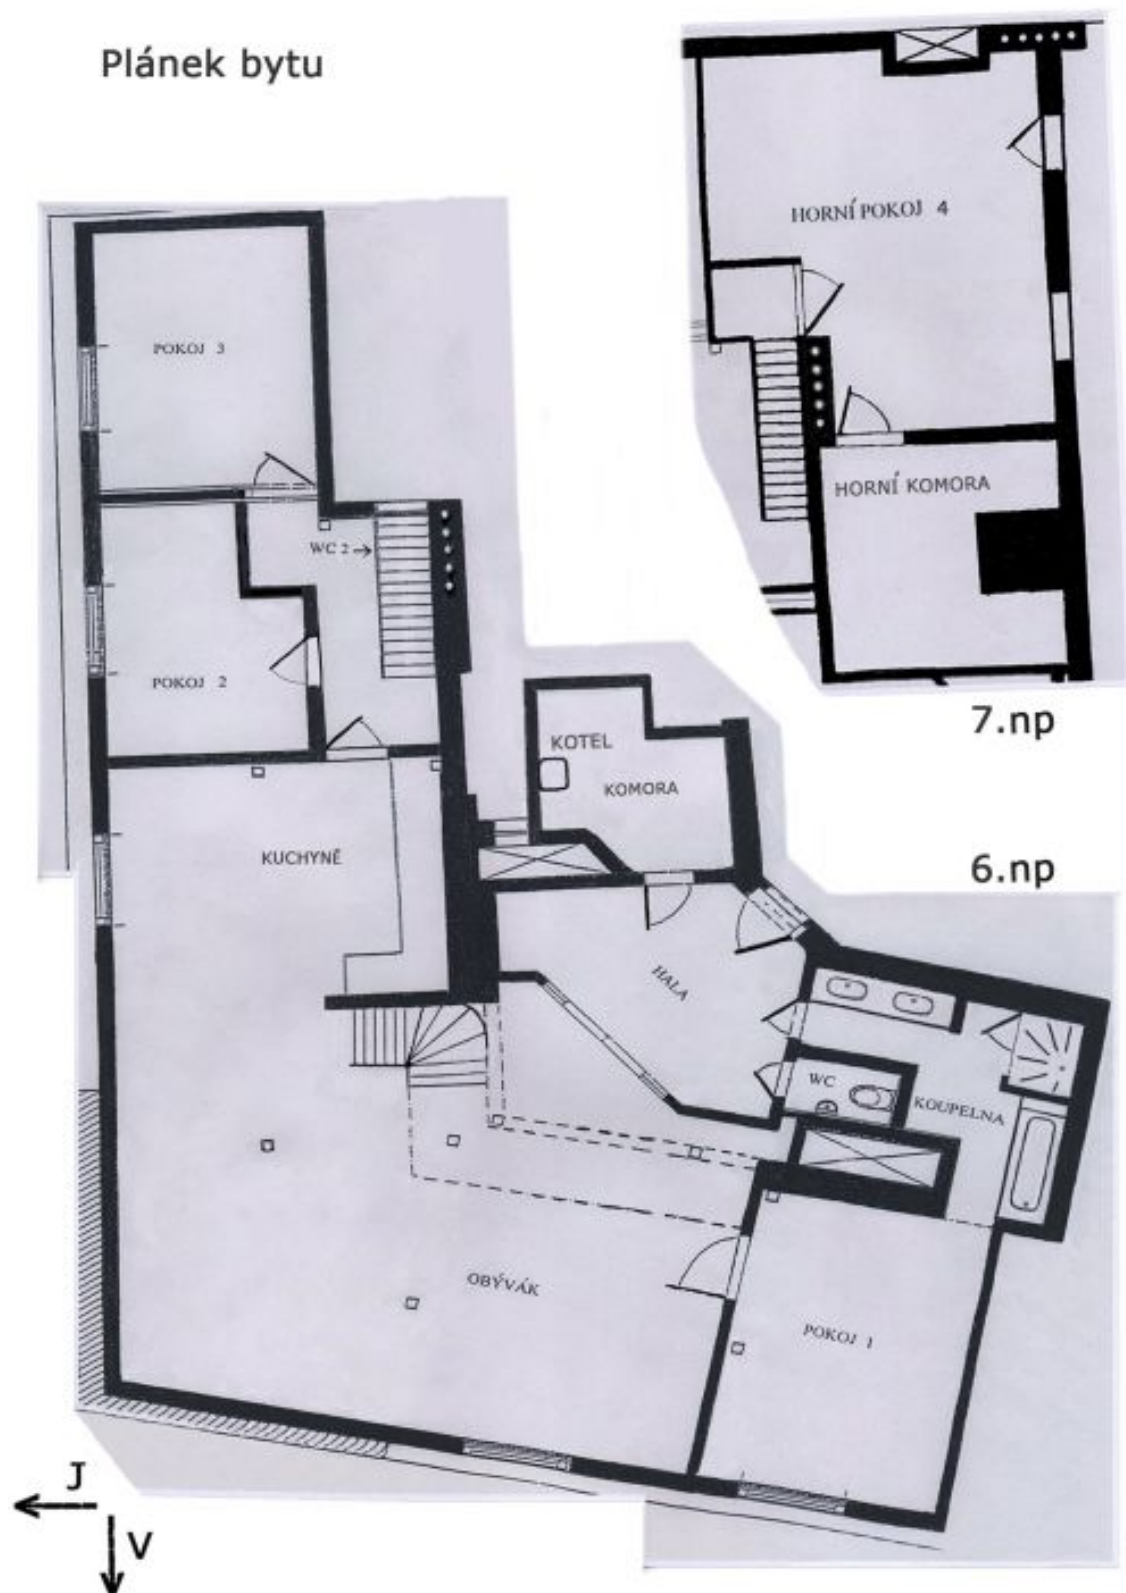 Plánek bytu
HORNÍ POKOJ 4
POKOJ 3
HORNÍ KOMORA
WC 2
POKOJ 2
7.np
KOTEL
KOMORA
KUCHYNĚ
6.np
HALA
WC
KOUPELNA
OBÝVÁK
POKOJ 1
J
V